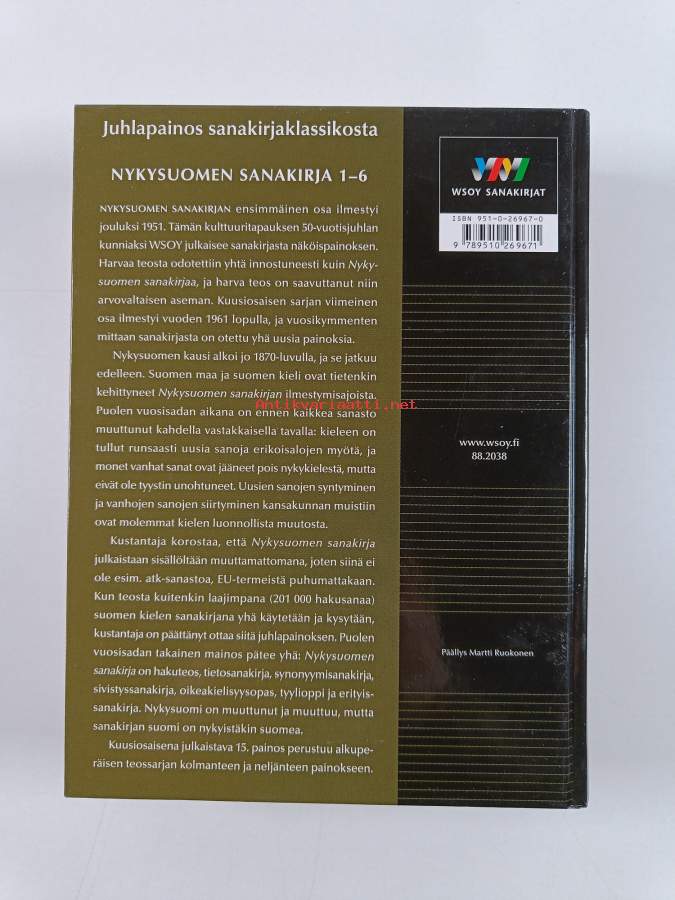 Juhlapainos sanakirjaklassikosta
NYKYSUOMEN SANAKIRJA 1–6
NYKYSUOMEN SANAKIRJAN ensimmäinen osa ilmestyi
jouluksi 1951. Tämän kulttuuritapauksen 50-vuotisjuhlan
kunniaksi WSOY julkaisee sanakirjasta näköispainoksen.
Harvaa teosta odotettiin yhtä innostuneesti kuin Nyky-
suomen sanakirjaa, ja harva teos on saavuttanut niin
arvovaltaisen aseman. Kuusiosaisen sarjan viimeinen
osa ilmestyi vuoden 1961 lopulla, ja vuosikymmenten
mittaan sanakirjasta on otettu yhä uusia painoksia.
Nykysuomen kausi alkoi jo 1870-luvulla, ja se jatkuu
edelleen. Suomen maa ja suomen kieli ovat tietenkin
kehittyneet Nykysuomen sanakirjan ilmestymisajoista.
Puolen vuosisadan aikana on ennen kaikkea sanasto
muuttunut kahdella vastakkaisella tavalla: kieleen on
tullut runsaasti uusia sanoja erikoisalojen myötä, ja
monet vanhat sanat ovat jääneet pois nykykielestä, mutta
eivät ole tyystin unohtuneet. Uusien sanojen syntyminen
ja vanhojen sanojen siirtyminen kansakunnan muistiin
ovat molemmat kielen luonnollista muutosta.
Kustantaja korostaa, että Nykysuomen sanakirja
julkaistaan sisällöltään muuttamattomana, joten siinä ei
ole esim. atk-sanastoa, EU-termeistä puhumattakaan.
Kun teosta kuitenkin laajimpana (201 000 hakusanaa)
suomen kielen sanakirjana yhä käytetään ja kysytään,
kustantaja on päättänyt ottaa siitä juhlapainoksen. Puolen
vuosisadan takainen mainos pätee yhä: Nykysuomen
sanakirja on hakuteos, tietosanakirja, synonyymisanakirja,
sivistyssanakirja, oikeakielisyysopas, tyylioppi ja erityis-
sanakirja. Nykysuomi on muuttunut ja muuttuu, mutta
sanakirjan suomi on nykyistäkin suomea.
Kuusiosaisena julkaistava 15. painos perustuu alkupe-
räisen teossarjan kolmanteen ja neljänteen painokseen.
WSOY SANAKIRJAT
ISBN 951-0-26967-0
9 789510 269671
www.wsoy.fi
88.2038
Päällys Martti Ruokonen
Antikvariaatti.net